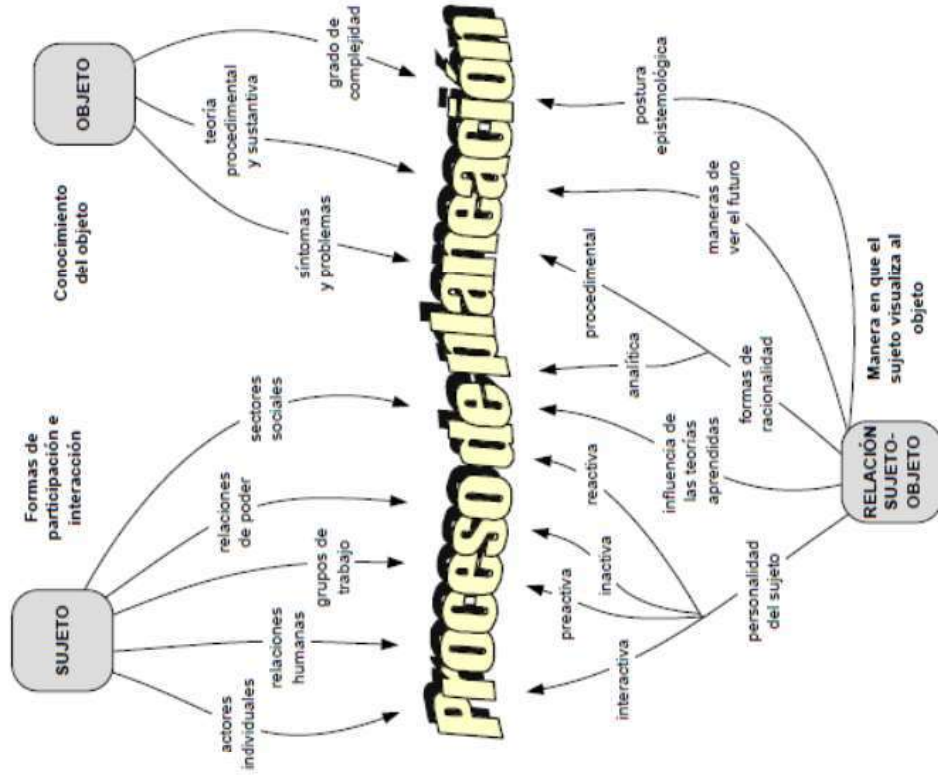 SUJETO
Formas de
participación e
interacción
Conocimiento
del objeto
OBJETO
actores
individuales
relaciones
humanas
grupos de
trabajo
relaciones
de poder
sectores
sociales
síntomas
y problemas
teoría
procedimental
y sustantiva
grado de
complejidad
Proceso de planeación
interactiva
preactiva
inactiva
reactiva
personalidad
del sujeto
influencia de
las teorías
aprendidas
analítica
procedimental
formas de
racionalidad
maneras de
ver el futuro
postura
epistemológica
RELACIÓN
SUJETO-
OBJETO
Manera en que el
sujeto visualiza al
objeto